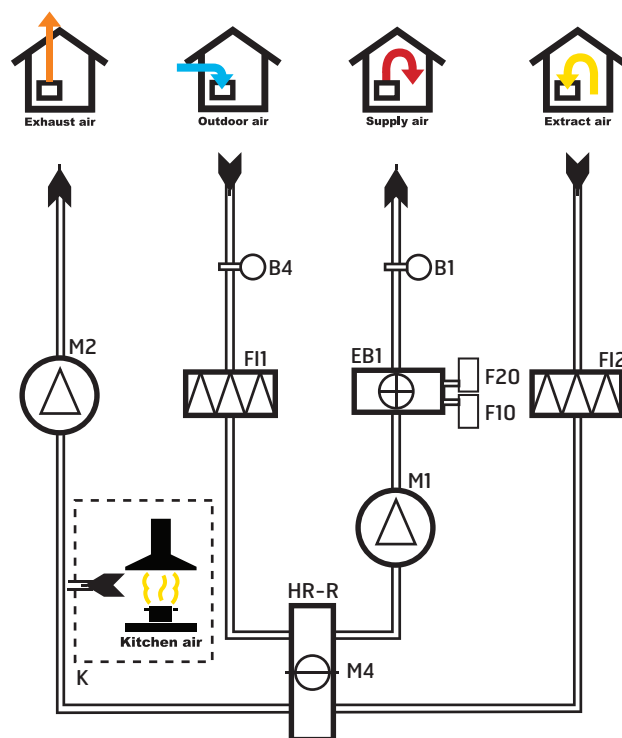 Exhaust air
Outdoor air
Supply air
Extract air
B4
B1
M2
FI1
EB1
F20
F10
FI2
M1
HR-R
Kitchen air
K
M4